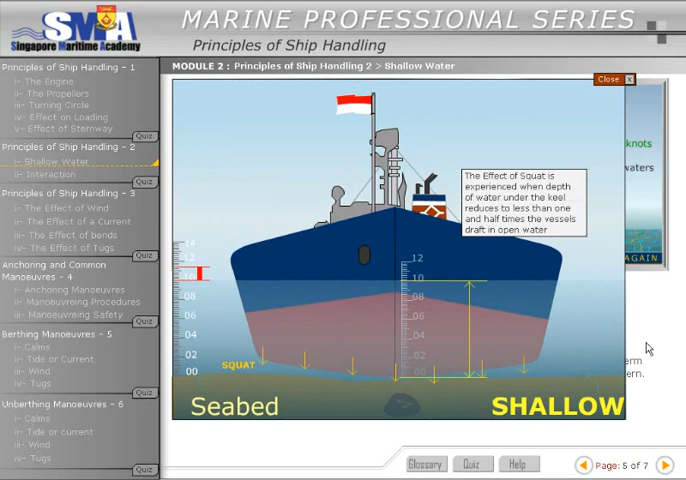 SMA
Singapore Maritime Academy
MARINE PROFESSIONAL SERIES
Principles of Ship Handling
MODULE 2 : Principles of Ship Handling 2 > Shallow Water
Principles of Ship Handling - 1
i- The Engine
ii- The Propellers
iii- Turning Circle
iv- Effect on Loading
v- Effect of Sternway
Quiz
Principles of Ship Handling -2
i- Shallow Water
ii- Interaction
Quiz
Principles of Ship Handling -3
i- The Effect of Wind
ii- The Effect of a Current
iii- The Effect of bends
iv- The Effect of Tugs
Quiz
Anchoring and Common
Manoeuvres - 4
i- Anchoring Manoeuvres
ii- Manoeuvreing Procedures
iii- Manoeuvreing Safety
Quiz
Berthing Manoeuvres - 5
i- Calms
ii- Tide or Current
iii- Wind
iv- Tugs
Quiz
Unberthing Manoeuvres - 6
i- Calms
ii- Tide or current
iii- Wind
iv- Tugs
Quiz
Close x
knots
waters
AGAIN
The Effect of Squat is
experienced when depth
of water under the keel
reduces to less than one
and half times the vessels
draft in open water
14
12
10
08
06
04
02
00
12
10
08
06
04
02
00
SQUAT
Seabed
SHALLOW
erm
ern.
Glossary
Quiz
Help
Page: 5 of 7